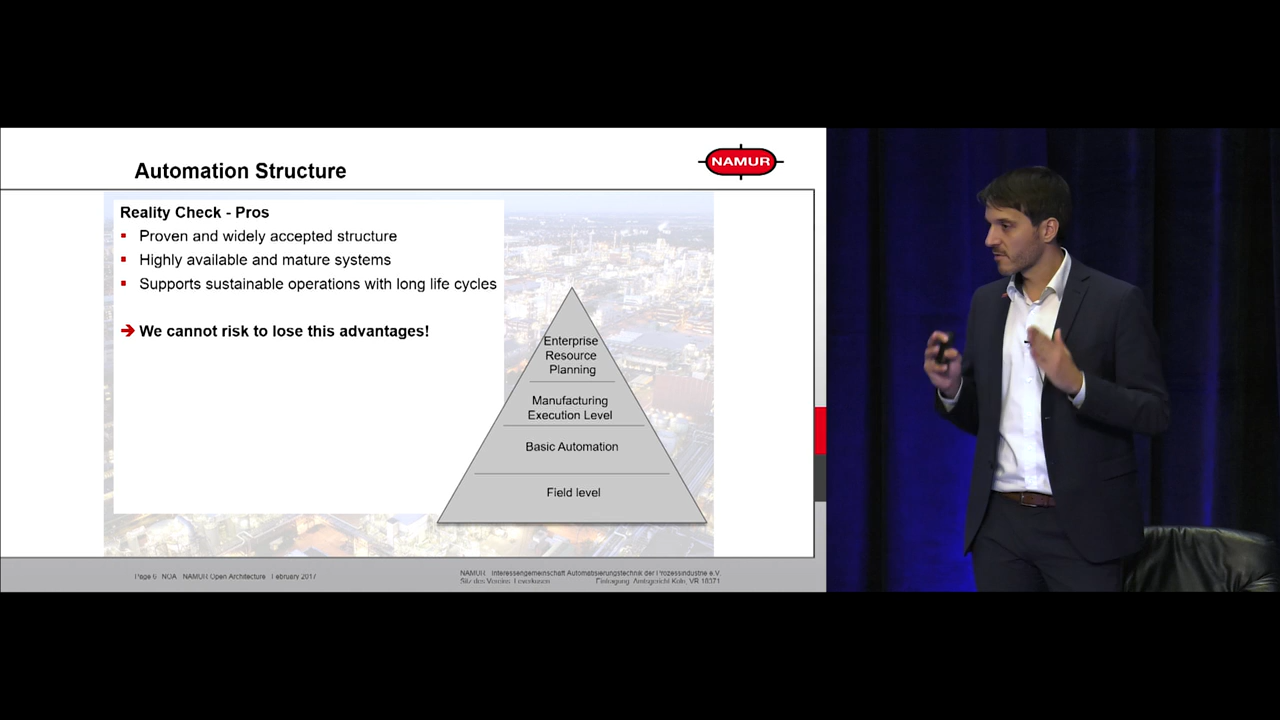 Automation Structure
NAMUR
Reality Check - Pros
Proven and widely accepted structure
Highly available and mature systems
Supports sustainable operations with long life cycles
We cannot risk to lose this advantages!
Enterprise
Resource
Planning
Manufacturing
Execution Level
Basic Automation
Field level
Page 6 NOA NAMUR Open Architecture February 2017
NAMUR Interessengemeinschaft Automatisierungstechnik der Prozessindustrie e.V.
Sitz des Vereins: Leverkusen Eintragung: Amtsgericht Köln, VR 18371